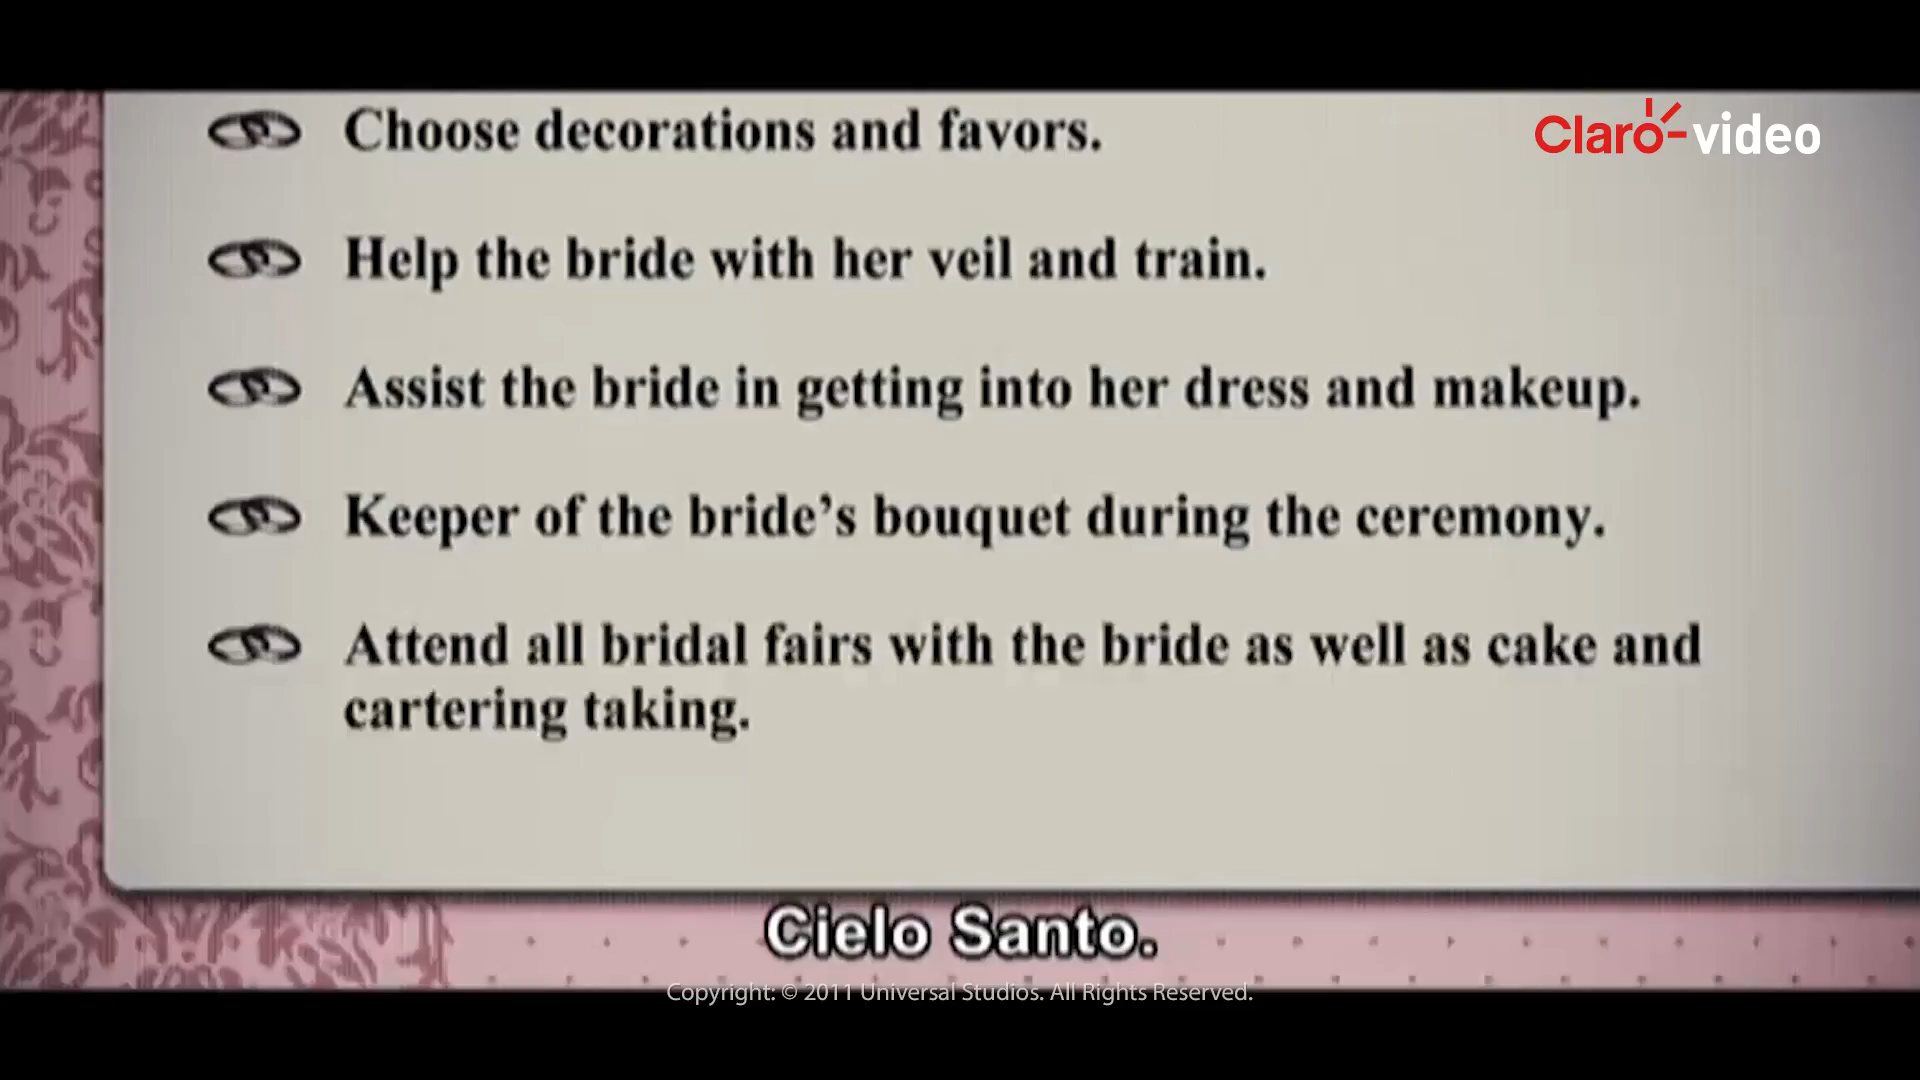 Choose decorations and favors.
Claro-video
Help the bride with her veil and train.
Assist the bride in getting into her dress and makeup.
Keeper of the bride’s bouquet during the ceremony.
Attend all bridal fairs with the bride as well as cake and
cartering taking.
Cielo Santo.
Copyright: © 2011 Universal Studios. All Rights Reserved.